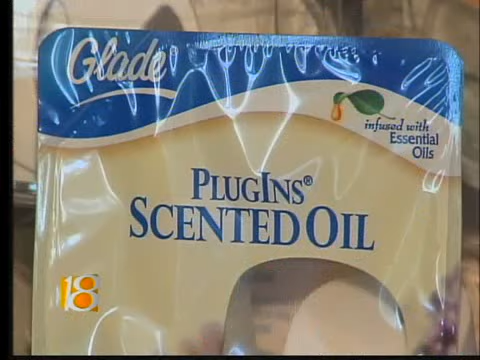 Glade
infused with
Essential
Oils
PLUGINS®
SCENTED OIL
18